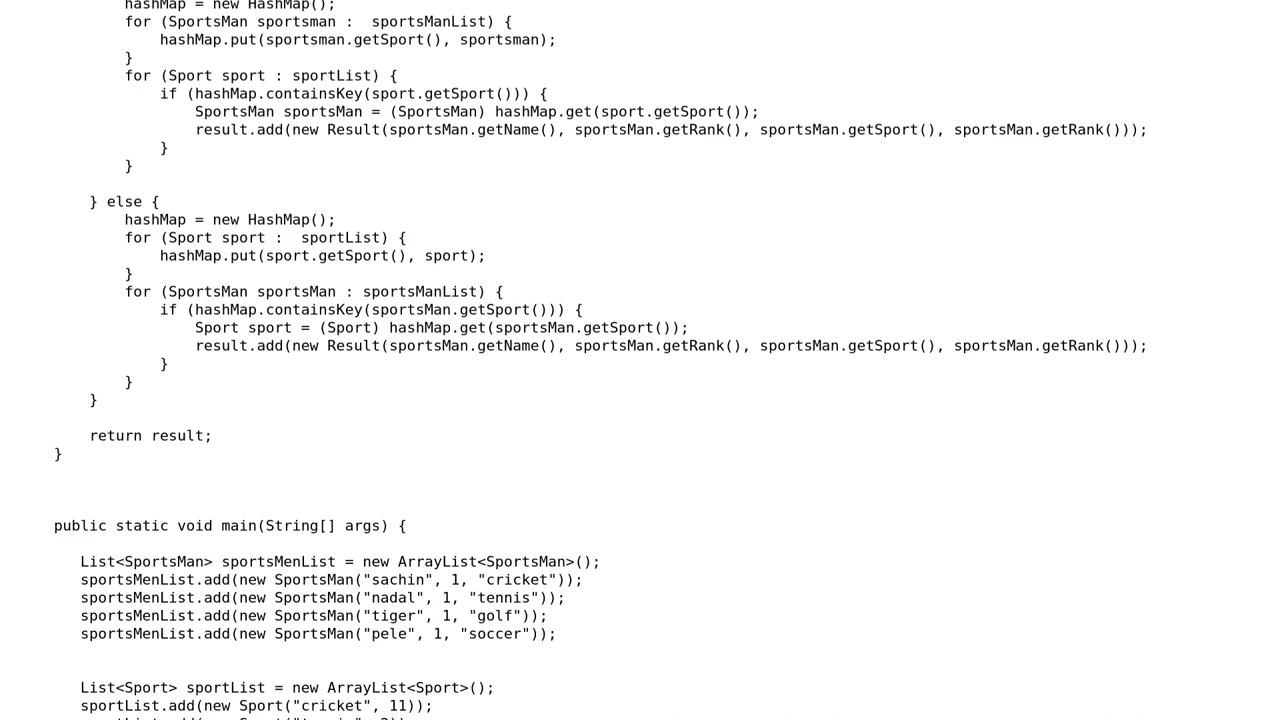 hashMap = new HashMap();
for (SportsMan sportsman :  sportsManList) {
hashMap.put(sportsman.getSport(), sportsman);
}
for (Sport sport : sportList) {
if (hashMap.containsKey(sport.getSport())) {
SportsMan sportsMan = (SportsMan) hashMap.get(sport.getSport());
result.add(new Result(sportsMan.getName(), sportsMan.getRank(), sportsMan.getSport(), sportsMan.getRank()));
}
}
} else {
hashMap = new HashMap();
for (Sport sport :  sportList) {
hashMap.put(sport.getSport(), sport);
}
for (SportsMan sportsMan : sportsManList) {
if (hashMap.containsKey(sportsMan.getSport())) {
Sport sport = (Sport) hashMap.get(sportsMan.getSport());
result.add(new Result(sportsMan.getName(), sportsMan.getRank(), sportsMan.getSport(), sportsMan.getRank()));
}
}
}
return result;
}
public static void main(String[] args) {
List<SportsMan> sportsMenList = new ArrayList<SportsMan>();
sportsMenList.add(new SportsMan("sachin", 1, "cricket"));
sportsMenList.add(new SportsMan("nadal", 1, "tennis"));
sportsMenList.add(new SportsMan("tiger", 1, "golf"));
sportsMenList.add(new SportsMan("pele", 1, "soccer"));
List<Sport> sportList = new ArrayList<Sport>();
sportList.add(new Sport("cricket", 11));